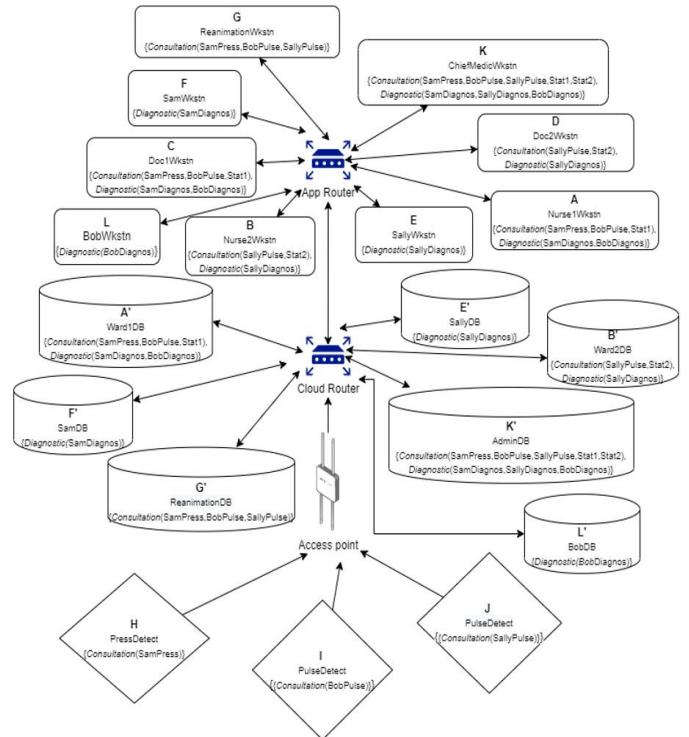 G
ReanimationWkstn
{Consultation(SamPress,BobPulse,SallyPulse)}
K
ChiefMedicWkstn
{Consultation(SamPress,BobPulse,SallyPulse,Stat1,Stat2),
Diagnostic(SamDiagnos,SallyDiagnos,BobDiagnos)}
F
SamWkstn
{Diagnostic(SamDiagnos)}
D
Doc2Wkstn
{Consultation(SallyPulse,Stat2),
Diagnostic(SallyDiagnos)}
C
Doc1Wkstn
{Consultation(SamPress,BobPulse,Stat1),
Diagnostic(SamDiagnos,BobDiagnos)}
App Router
A
Nurse1Wkstn
{Consultation(SamPress,BobPulse,Stat1),
Diagnostic(SamDiagnos,BobDiagnos)}
L
BobWkstn
{Diagnostic(BobDiagnos)}
B
Nurse2Wkstn
{Consultation(SallyPulse,Stat2),
Diagnostic(SallyDiagnos)}
E
SallyWkstn
{Diagnostic(SallyDiagnos)}
A'
Ward1DB
{Consultation(SamPress,BobPulse,Stat1),
Diagnostic(SamDiagnos,BobDiagnos)}
E'
SallyDB
{Diagnostic(SallyDiagnos)}
B'
Ward2DB
{Consultation(SallyPulse,Stat2),
Diagnostic(SallyDiagnos)}
Cloud Router
F'
SamDB
{Diagnostic(SamDiagnos)}
K'
AdminDB
{Consultation(SamPress,BobPulse,SallyPulse,Stat1,Stat2),
Diagnostic(SamDiagnos,SallyDiagnos,BobDiagnos)}
G'
ReanimationDB
{Consultation(SamPress,BobPulse,SallyPulse)}
Access point
L'
BobDB
{Diagnostic(BobDiagnos)}
H
PressDetect
{Consultation(SamPress)}
I
PulseDetect
{{Consultation(BobPulse)}}
J
PulseDetect
{{Consultation(SallyPulse)}}